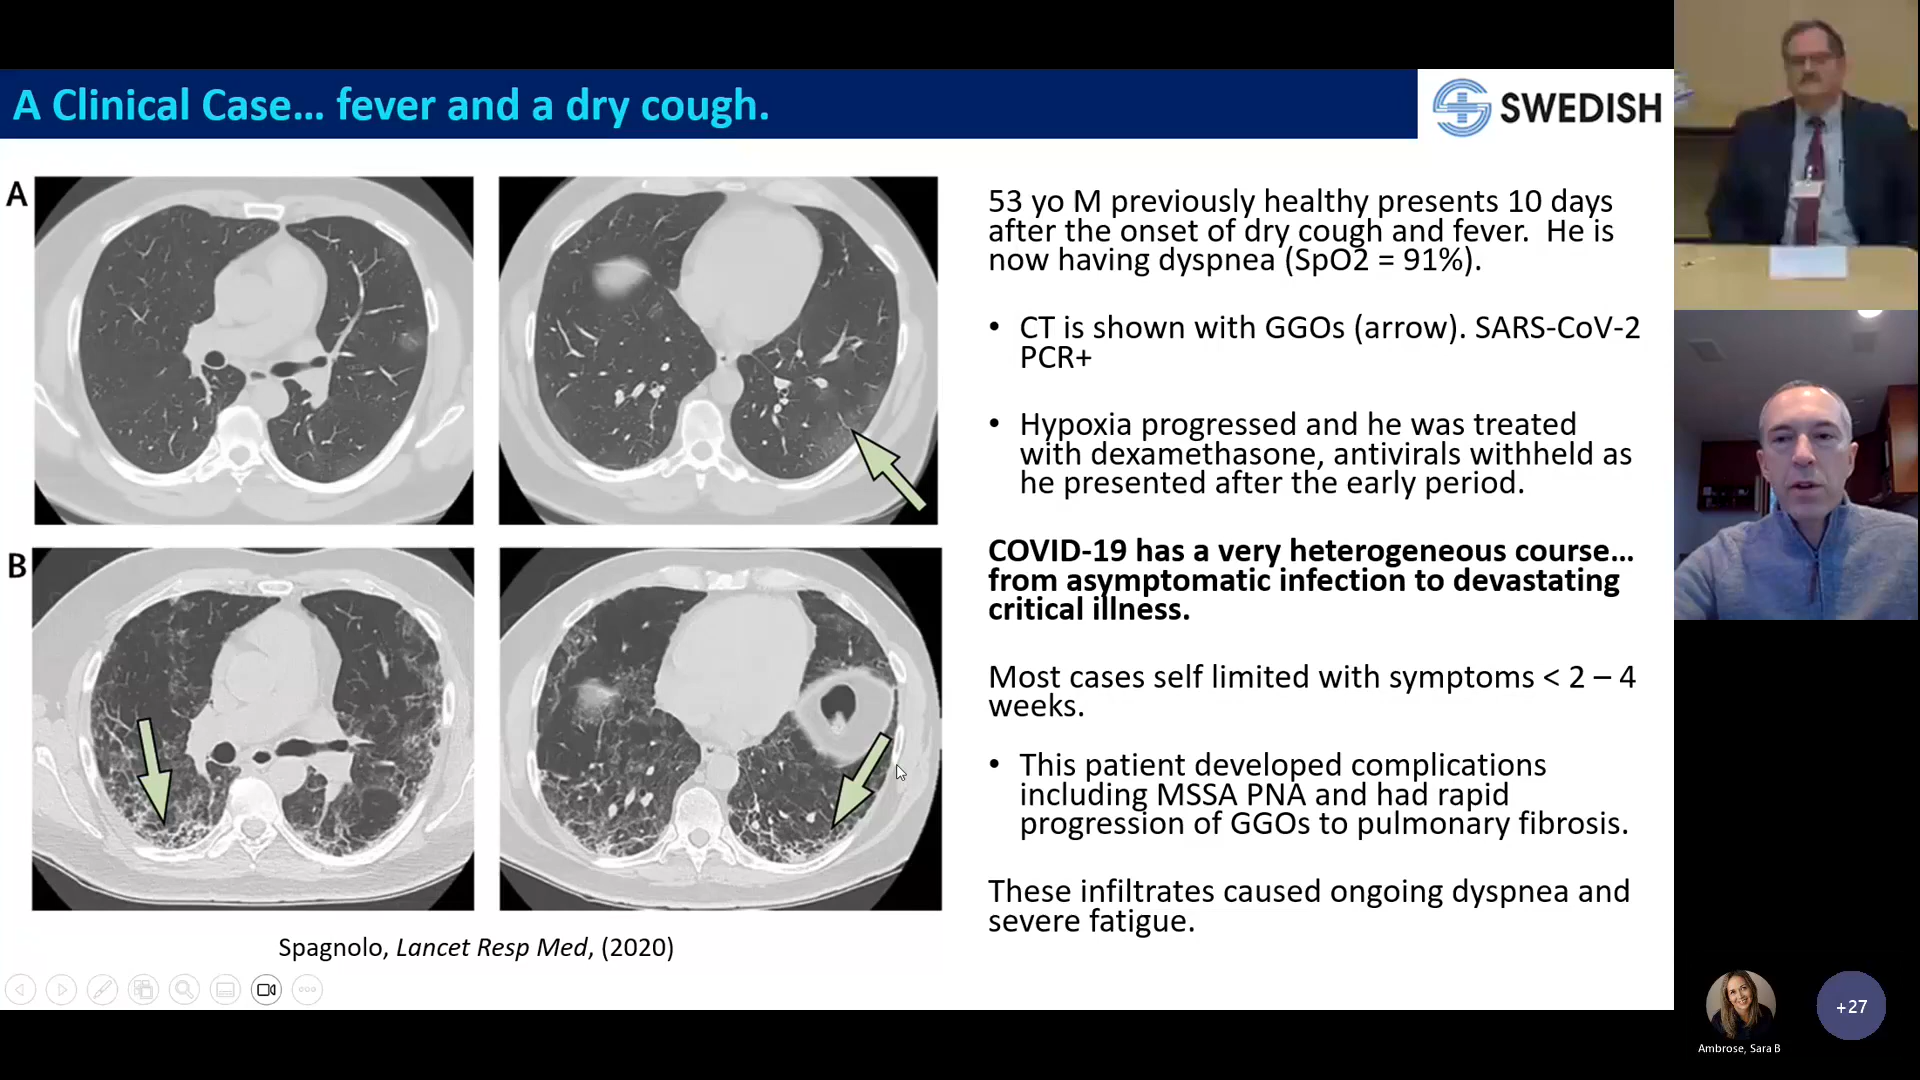 A Clinical Case... fever and a dry cough.
SWEDISH
A
B
53 yo M previously healthy presents 10 days
after the onset of dry cough and fever.  He is
now having dyspnea (SpO2 = 91%).
• CT is shown with GGOs (arrow). SARS-CoV-2
PCR+
• Hypoxia progressed and he was treated
with dexamethasone, antivirals withheld as
he presented after the early period.
COVID-19 has a very heterogeneous course...
from asymptomatic infection to devastating
critical illness.
Most cases self limited with symptoms < 2 – 4
weeks.
• This patient developed complications
including MSSA PNA and had rapid
progression of GGOs to pulmonary fibrosis.
These infiltrates caused ongoing dyspnea and
severe fatigue.
Spagnolo, Lancet Resp Med, (2020)
+27
Ambrose, Sara B